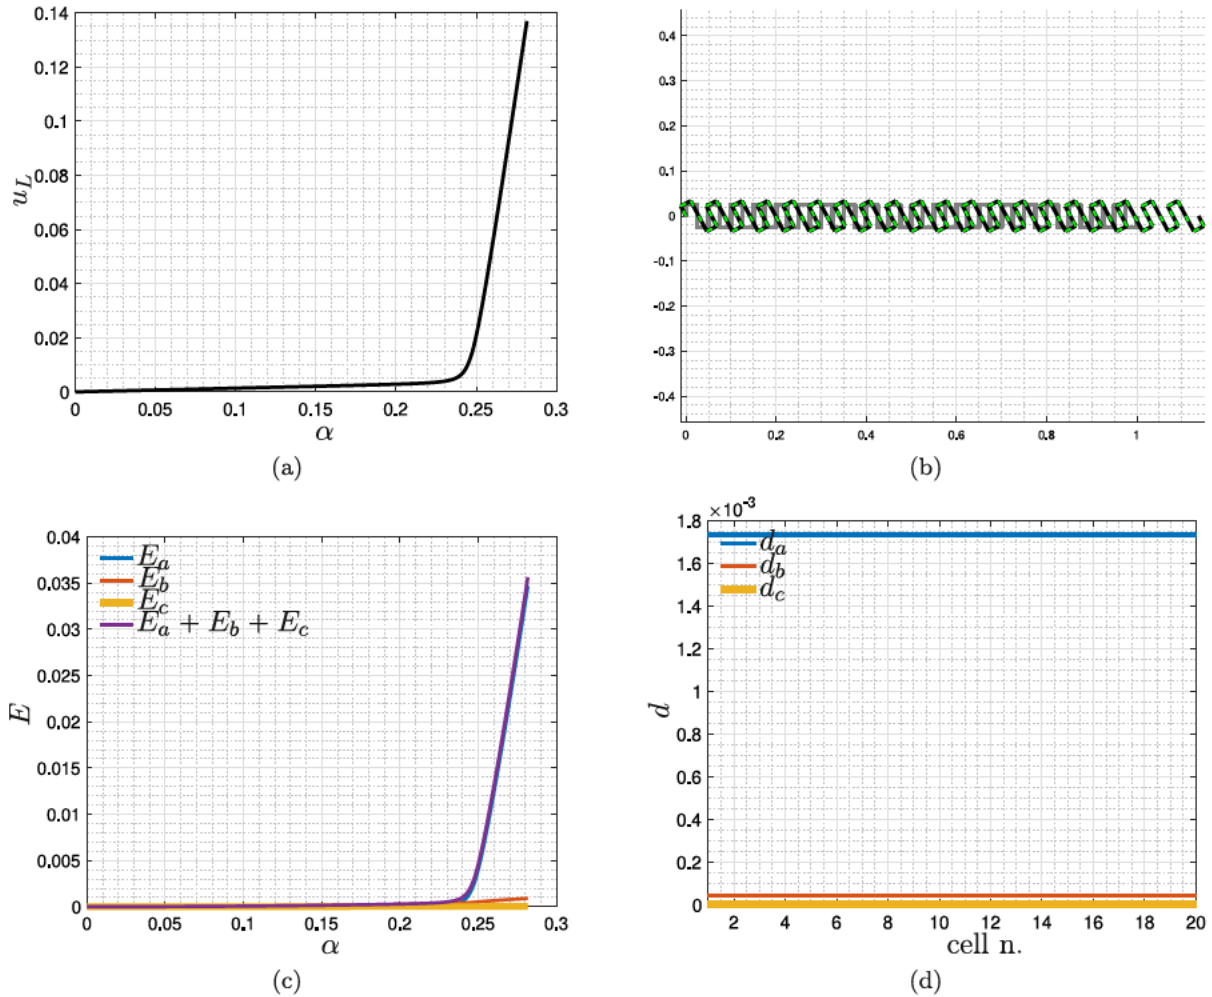 0.14
0.12
0.1
0.08
0.06
0.04
0.02
0
u_L
0 0.05 0.1 0.15 0.2 0.25 0.3
α
(a)
0.4
0.3
0.2
0.1
0
-0.1
-0.2
-0.3
-0.4
0 0.2 0.4 0.6 0.8 1
(b)
0.04
0.035
0.03
0.025
0.02
0.015
0.01
0.005
0
E
E_a
E_b
E_c
E_a + E_b + E_c
0 0.05 0.1 0.15 0.2 0.25 0.3
α
(c)
×10^-3
1.8
1.6
1.4
1.2
1
0.8
0.6
0.4
0.2
0
d
d_a
d_b
d_c
2 4 6 8 10 12 14 16 18 20
cell n.
(d)